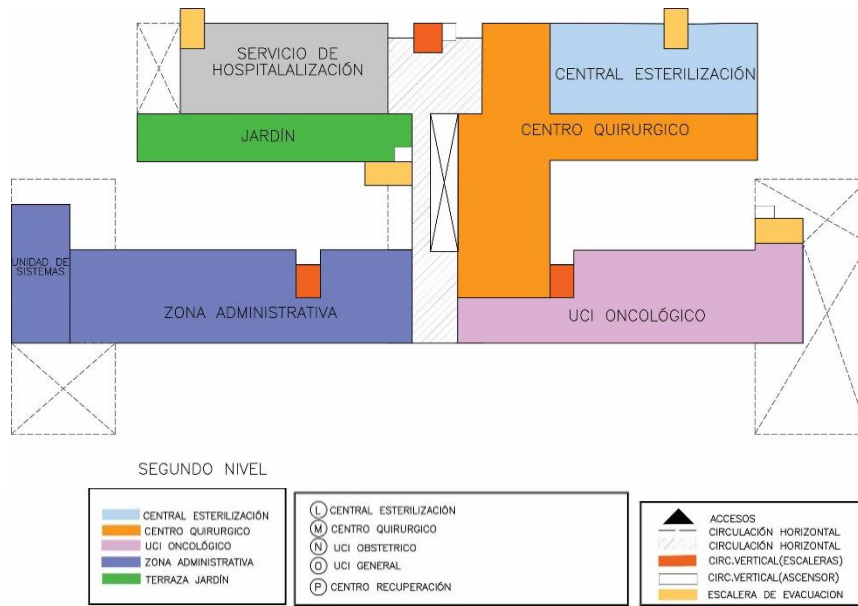 SERVICIO DE
HOSPITALALIZACIÓN
CENTRAL ESTERILIZACIÓN
JARDÍN
CENTRO QUIRURGICO
UNIDAD DE
SISTEMAS
ZONA ADMINISTRATIVA
UCI ONCOLÓGICO
SEGUNDO NIVEL
CENTRAL ESTERILIZACIÓN
CENTRO QUIRURGICO
UCI ONCOLÓGICO
ZONA ADMINISTRATIVA
TERRAZA JARDÍN
L CENTRAL ESTERILIZACIÓN
M CENTRO QUIRURGICO
N UCI OBSTETRICO
O UCI GENERAL
P CENTRO RECUPERACIÓN
ACCESOS
CIRCULACIÓN HORIZONTAL
CIRCULACIÓN HORIZONTAL
CIRC.VERTICAL(ESCALERAS)
CIRC.VERTICAL(ASCENSOR)
ESCALERA DE EVACUACION